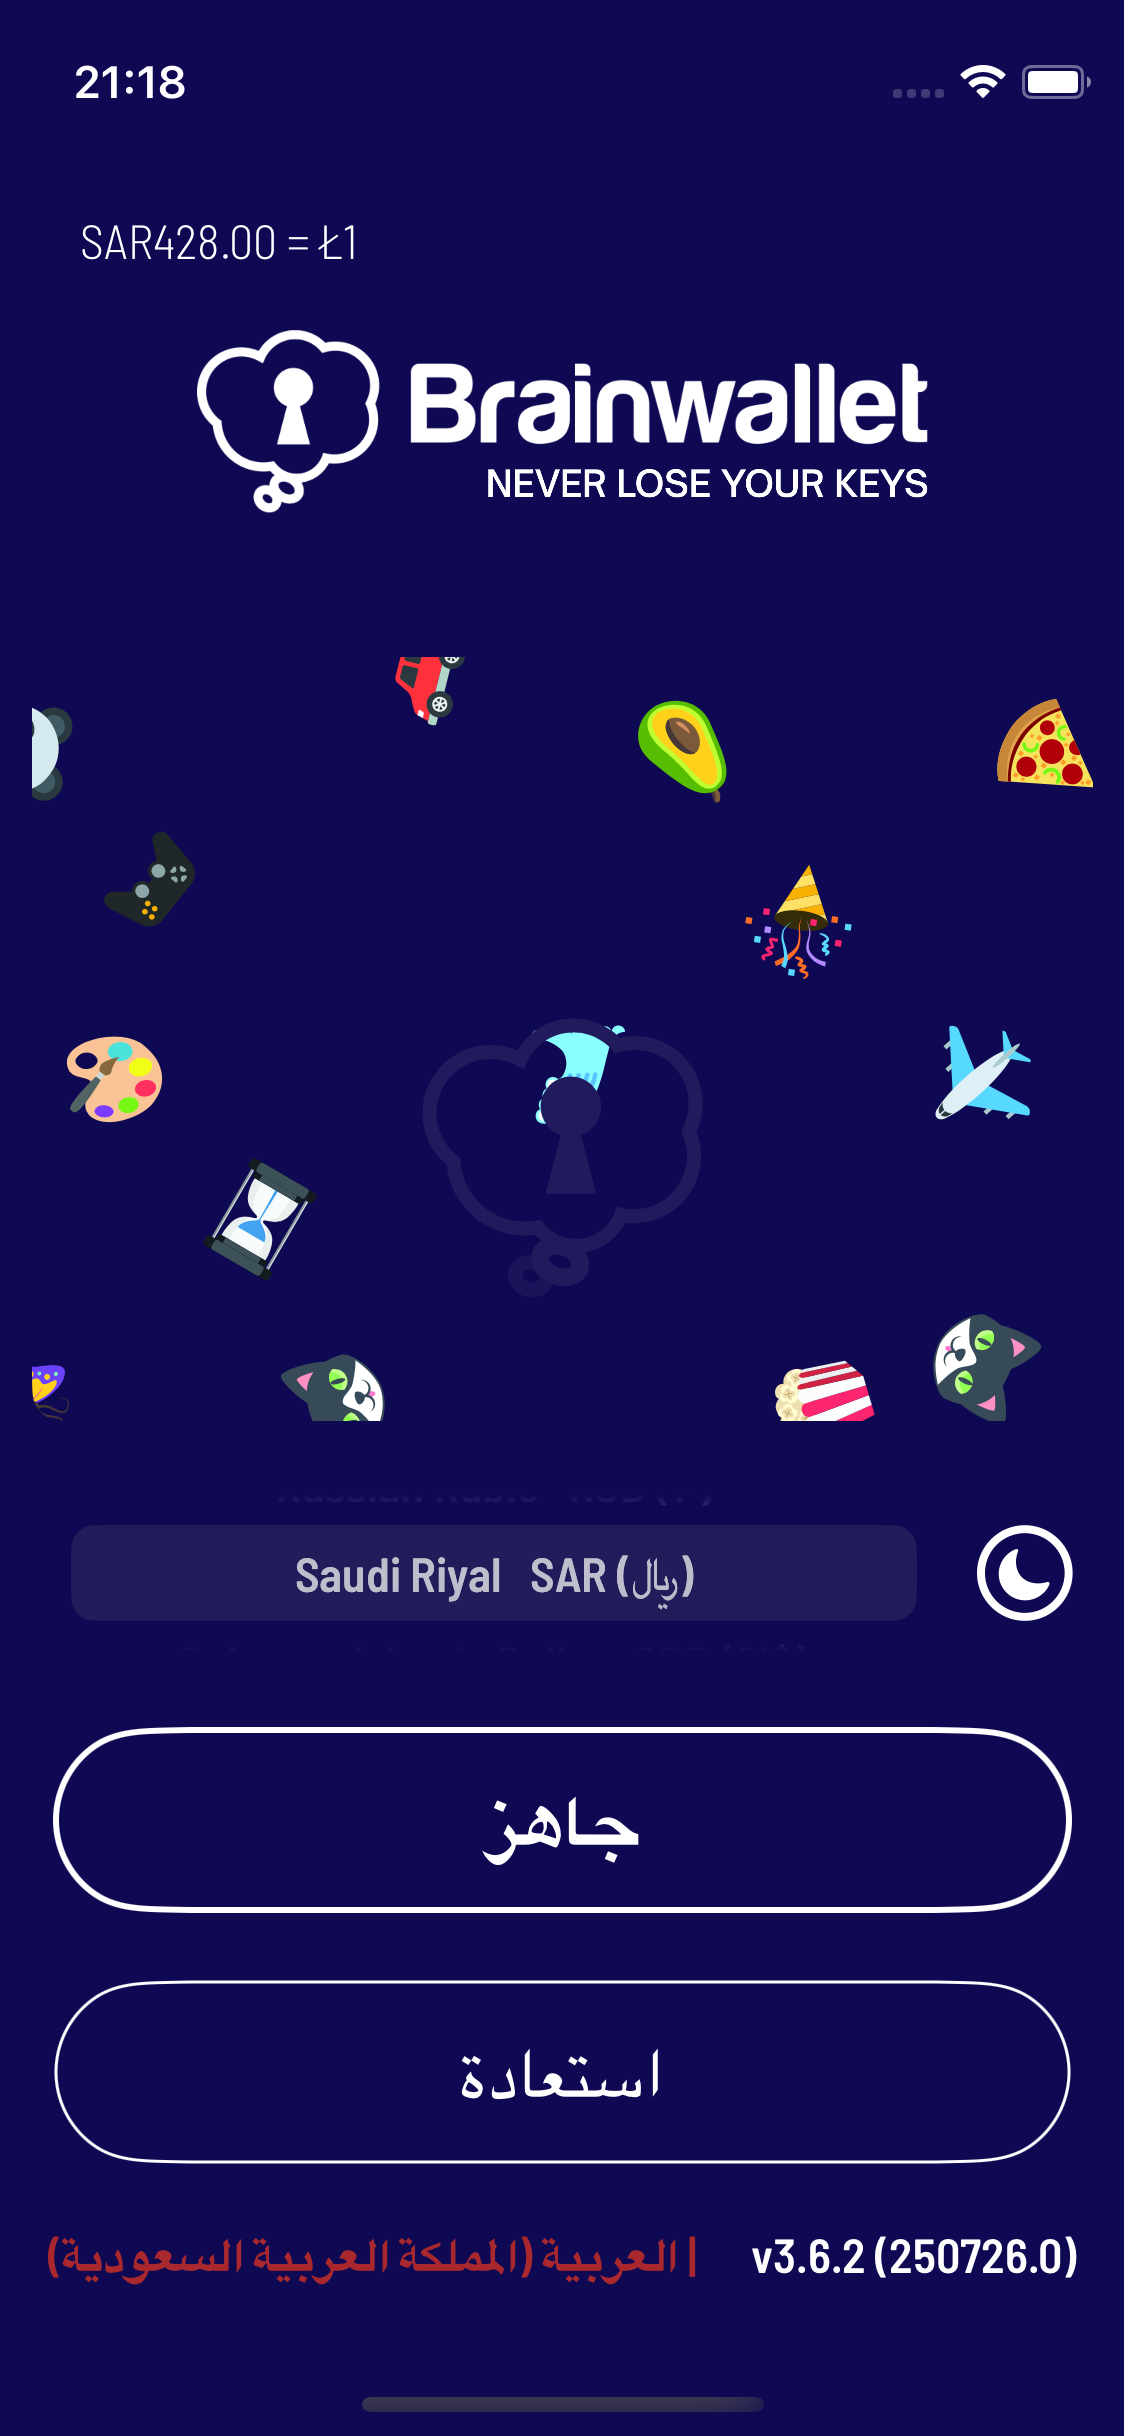 21:18
SAR428.00 = Ł1
Brainwallet
NEVER LOSE YOUR KEYS
Saudi Riyal SAR (ریال)
جاهز
استعادة
v3.6.2 (250726.0) | العربية (المملكة العربية السعودية)